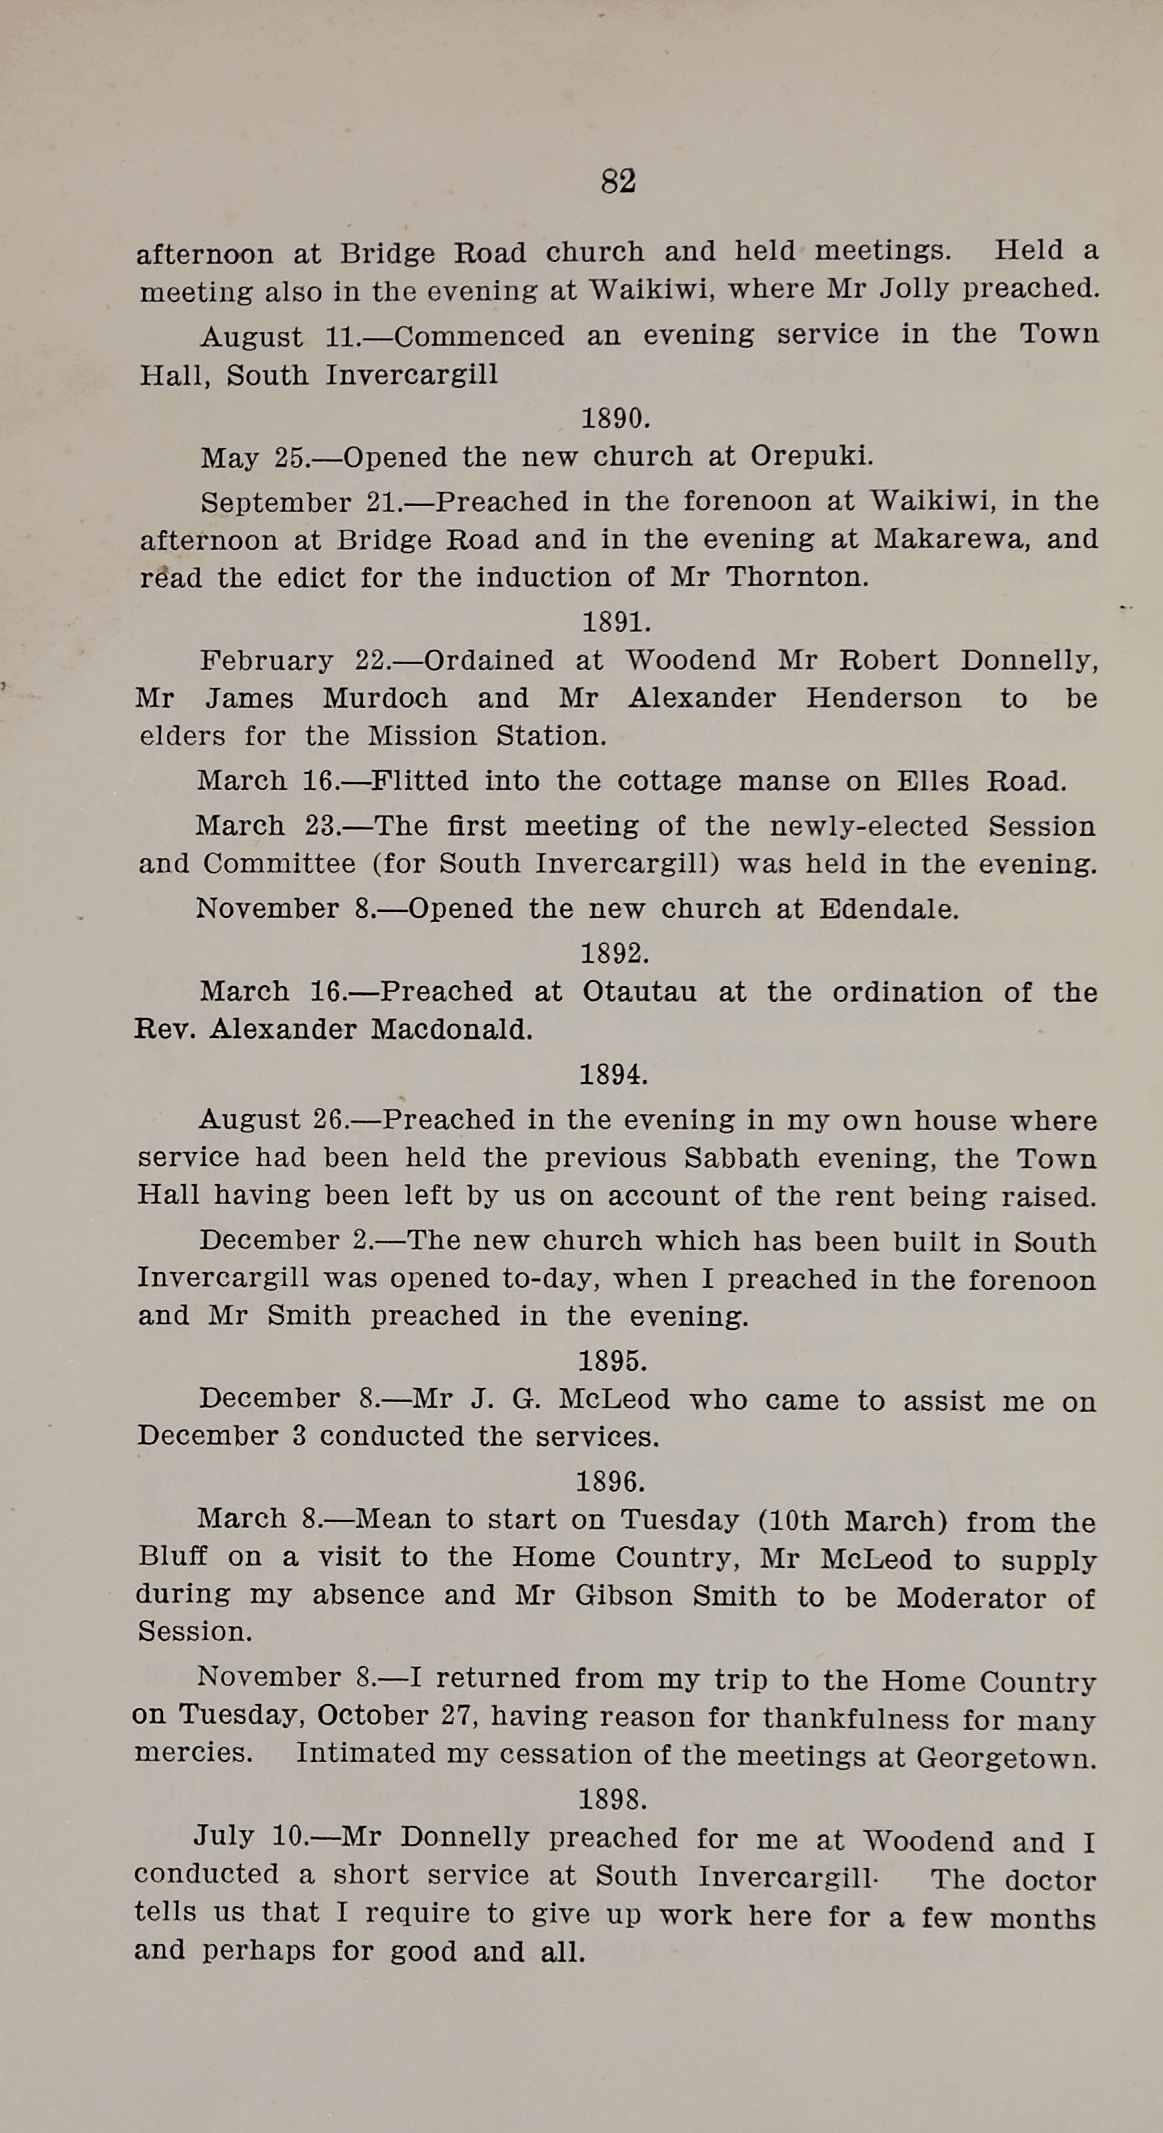 82
afternoon at Bridge Road church and held meetings. Held a
meeting also in the evening at Waikiwi, where Mr Jolly preached.
August 11.—Commenced an evening service in the Town
Hall, South Invercargill
1890.
May 25.—Opened the new church at Orepuki.
September 21.—Preached in the forenoon at Waikiwi, in the
afternoon at Bridge Road and in the evening at Makarewa, and
read the edict for the induction of Mr Thornton.
1891.
February 22.—Ordained at Woodend Mr Robert Donnelly,
Mr James Murdoch and Mr Alexander Henderson to be
elders for the Mission Station.
March 16.—Flitted into the cottage manse on Elles Road.
March 23.—The first meeting of the newly-elected Session
and Committee (for South Invercargill) was held in the evening.
November 8.—Opened the new church at Edendale.
1892.
March 16.—Preached at Otautau at the ordination of the
Rev. Alexander Macdonald.
1894.
August 26.—Preached in the evening in my own house where
service had been held the previous Sabbath evening, the Town
Hall having been left by us on account of the rent being raised.
December 2.—The new church which has been built in South
Invercargill was opened to-day, when I preached in the forenoon
and Mr Smith preached in the evening.
1895.
December 8.—Mr J. G. McLeod who came to assist me on
December 3 conducted the services.
1896.
March 8.—Mean to start on Tuesday (10th March) from the
Bluff on a visit to the Home Country, Mr McLeod to supply
during my absence and Mr Gibson Smith to be Moderator of
Session.
November 8.—I returned from my trip to the Home Country
on Tuesday, October 27, having reason for thankfulness for many
mercies. Intimated my cessation of the meetings at Georgetown.
1898.
July 10.—Mr Donnelly preached for me at Woodend and I
conducted a short service at South Invercargill· The doctor
tells us that I require to give up work here for a few months
and perhaps for good and all.